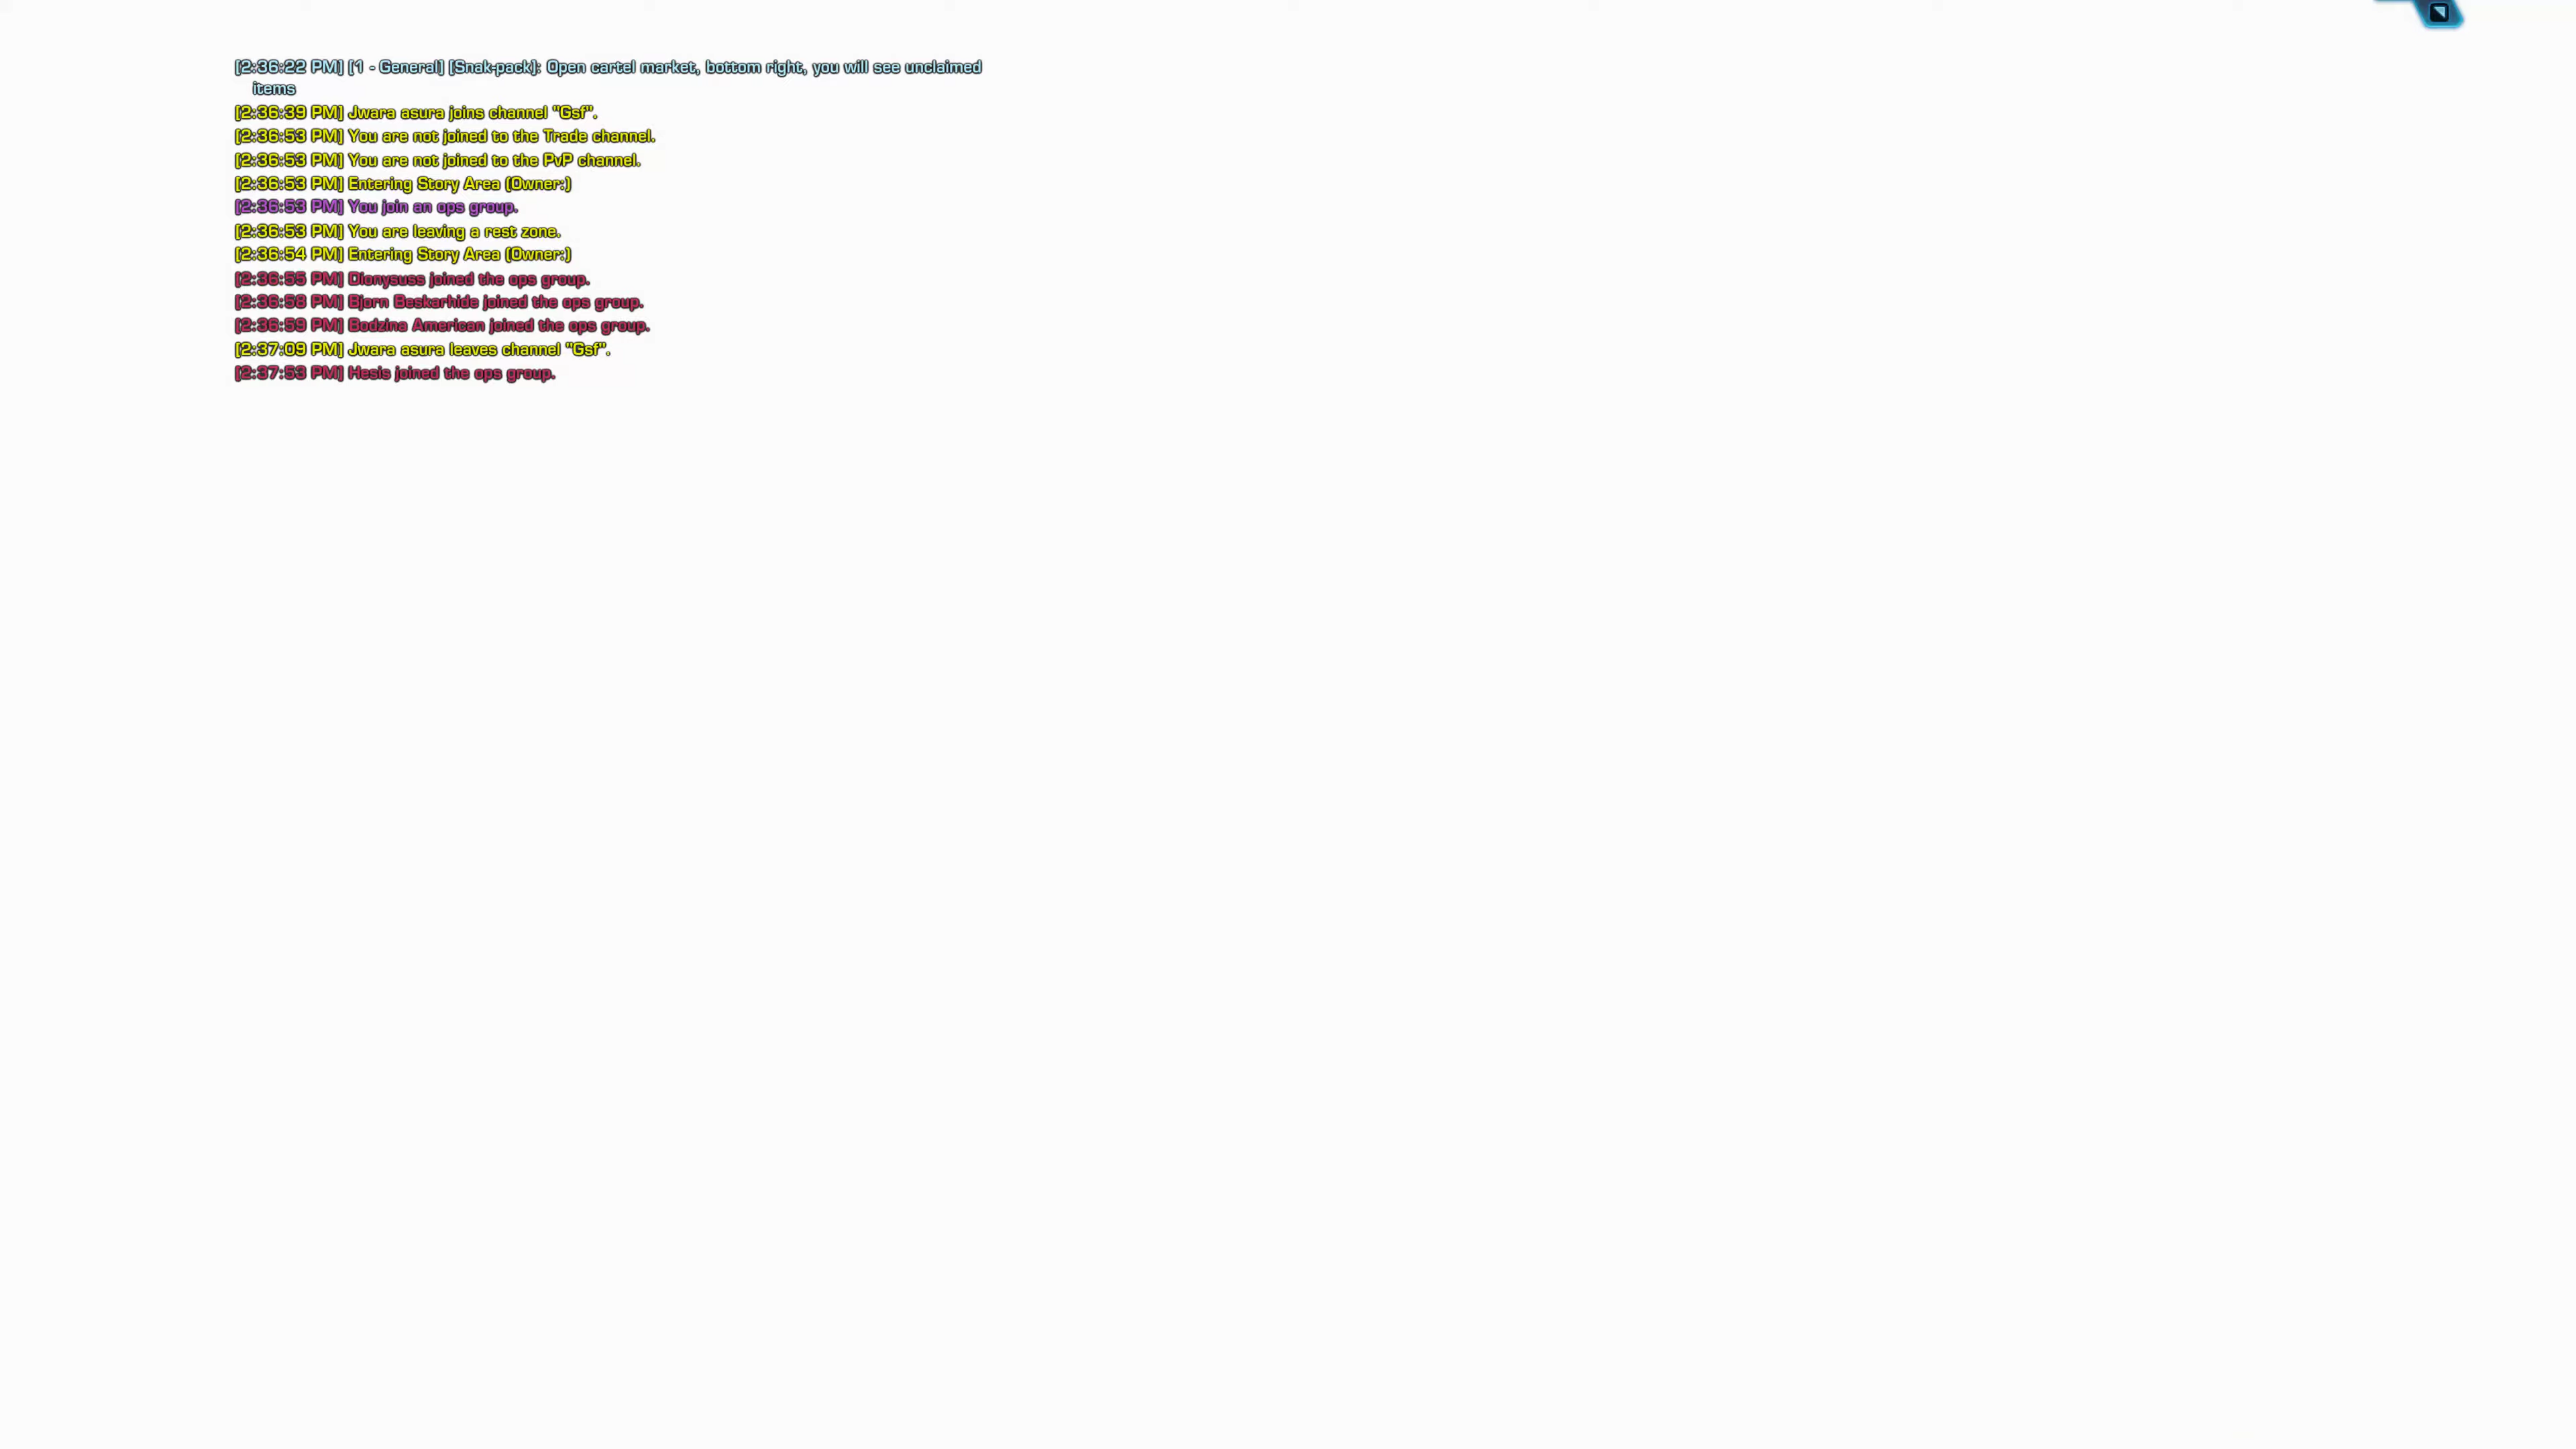 [2:36:22 PM] [1 - General] [Snak-pack]: Open cartel market, bottom right, you will see unclaimed
items
[2:36:39 PM] Jwara asura joins channel "Gsf".
[2:36:53 PM] You are not joined to the Trade channel.
[2:36:53 PM] You are not joined to the PvP channel.
[2:36:53 PM] Entering Story Area (Owner:)
[2:36:53 PM] You join an ops group.
[2:36:53 PM] You are leaving a rest zone.
[2:36:54 PM] Entering Story Area (Owner:)
[2:36:55 PM] Dionysuss joined the ops group.
[2:36:58 PM] Bjorn Beskarhide joined the ops group.
[2:36:59 PM] Bodzine American joined the ops group.
[2:37:09 PM] Jwara asura leaves channel "Gsf".
[2:37:53 PM] Hesis joined the ops group.